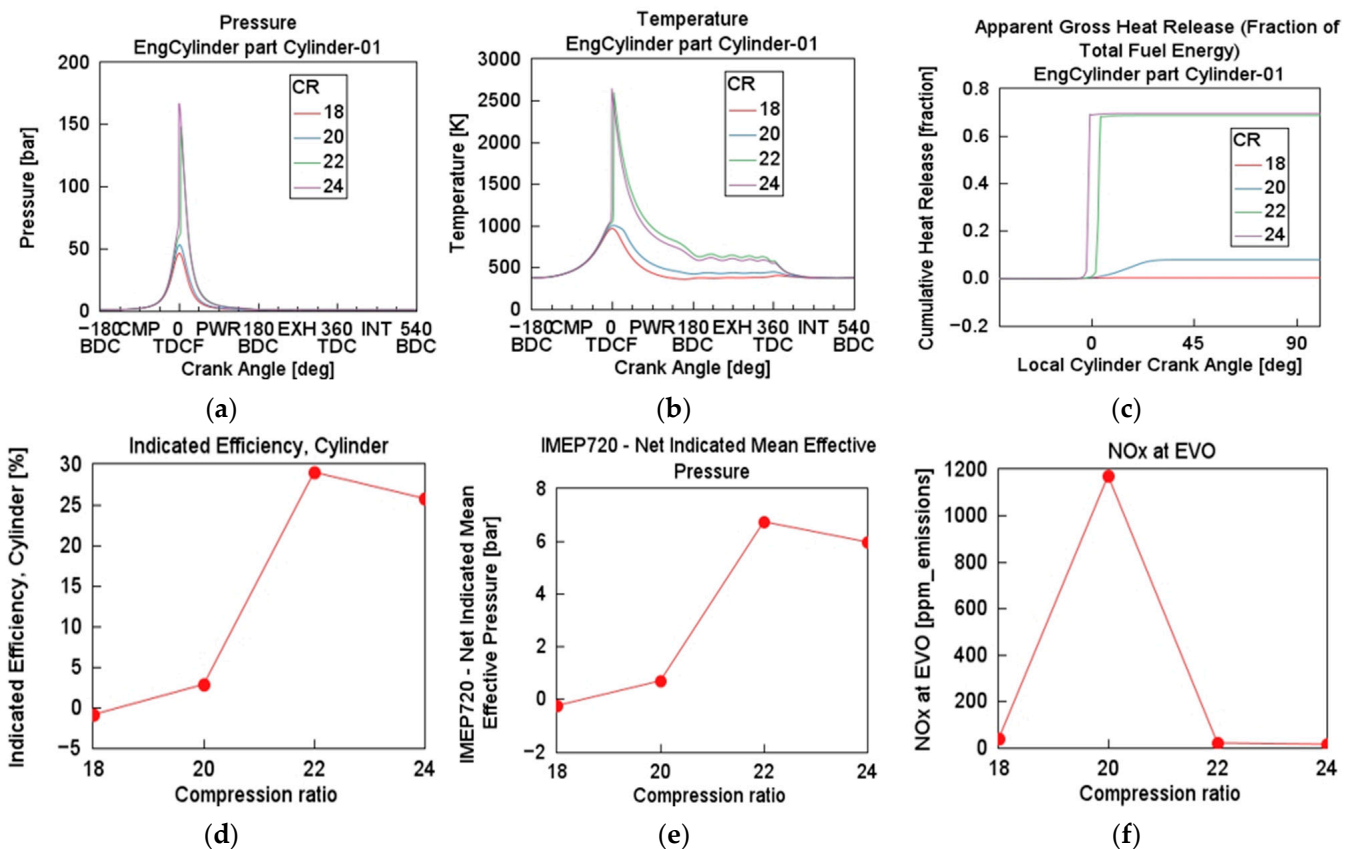 Pressure
EngCylinder part Cylinder-01
Pressure [bar]
200
150
100
50
0
CR
18
20
22
24
−180 CMP 0 PWR 180 EXH 360 INT 540
BDC TDCF BDC TDC BDC
Crank Angle [deg]
(a)
Temperature
EngCylinder part Cylinder-01
Temperature [K]
3000
2500
2000
1500
1000
500
0
CR
18
20
22
24
−180 CMP 0 PWR 180 EXH 360 INT 540
BDC TDCF BDC TDC BDC
Crank Angle [deg]
(b)
Apparent Gross Heat Release (Fraction of
Total Fuel Energy)
EngCylinder part Cylinder-01
Cumulative Heat Release [fraction]
0.8
0.6
0.4
0.2
0.0
−0.2
CR
18
20
22
24
0 45 90
Local Cylinder Crank Angle [deg]
(c)
Indicated Efficiency, Cylinder
Indicated Efficiency, Cylinder [%]
30
25
20
15
10
5
0
−5
18 20 22 24
Compression ratio
(d)
IMEP720 - Net Indicated Mean Effective
Pressure
IMEP720 - Net Indicated Mean
Effective Pressure [bar]
8
6
4
2
0
−2
18 20 22 24
Compression ratio
(e)
NOx at EVO
NOx at EVO [ppm_emissions]
1200
1000
800
600
400
200
0
18 20 22 24
Compression ratio
(f)